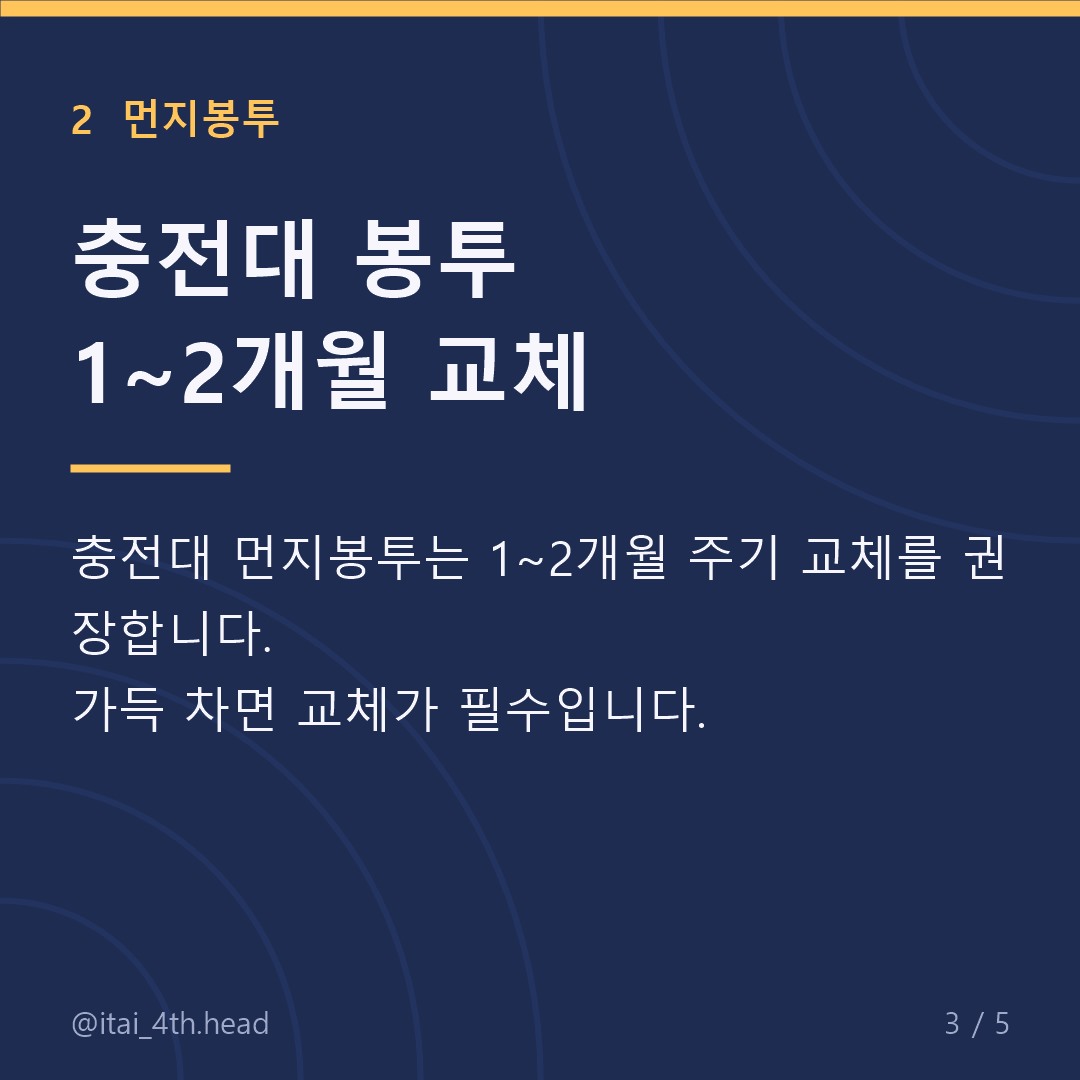 2 먼지봉투
충전대 봉투
1~2개월 교체
충전대 먼지봉투는 1~2개월 주기 교체를 권
장합니다.
가득 차면 교체가 필수입니다.
@itai_4th.head
3 / 5